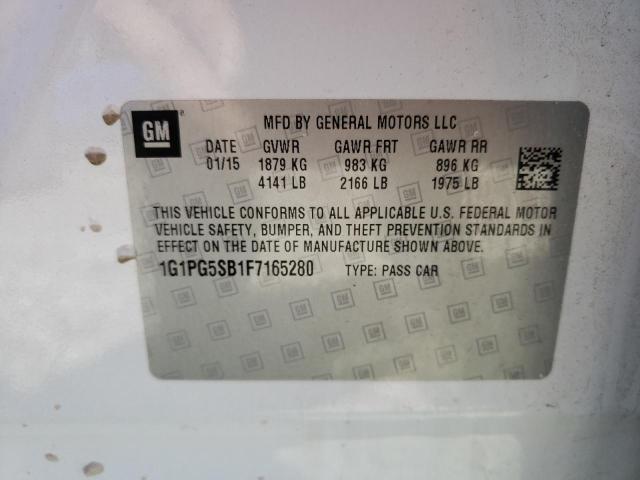 GM
MFD BY GENERAL MOTORS LLC
DATE GVWR GAWR FRT GAWR RR
01/15 1879 KG 983 KG 896 KG
4141 LB 2166 LB 1975 LB
THIS VEHICLE CONFORMS TO ALL APPLICABLE U.S. FEDERAL MOTOR
VEHICLE SAFETY, BUMPER, AND THEFT PREVENTION STANDARDS IN
EFFECT ON THE DATE OF MANUFACTURE SHOWN ABOVE.
1G1PG5SB1F7165280 TYPE: PASS CAR